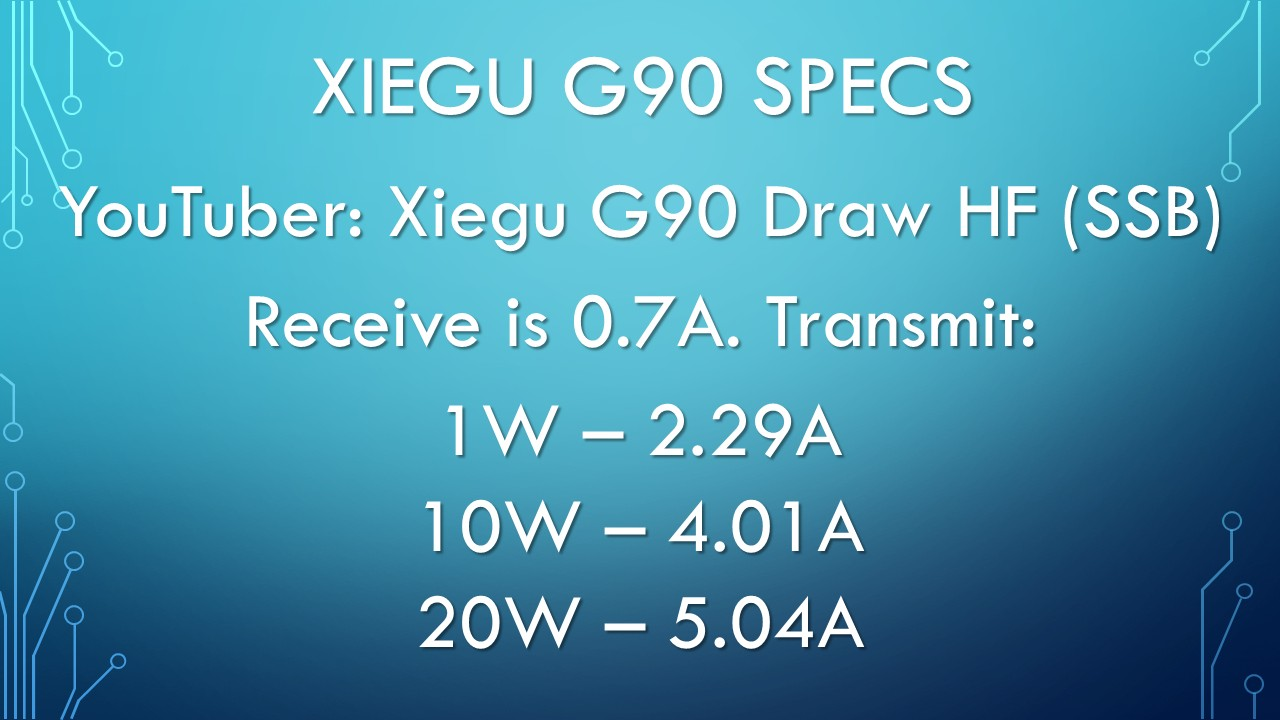 XIEGU G90 SPECS
YouTuber: Xiegu G90 Draw HF (SSB)
Receive is 0.7A. Transmit:
1W – 2.29A
10W – 4.01A
20W – 5.04A